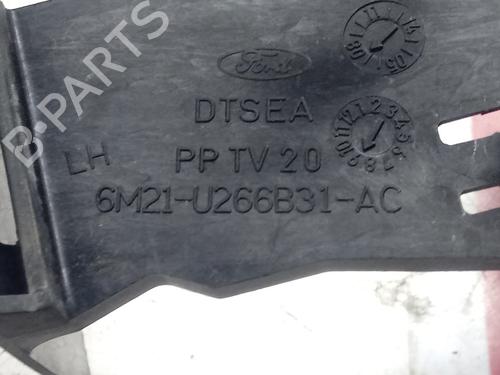 B-PARTS
Ford
DTSEA
LH PP TV 20
6M21-U266B31-AC